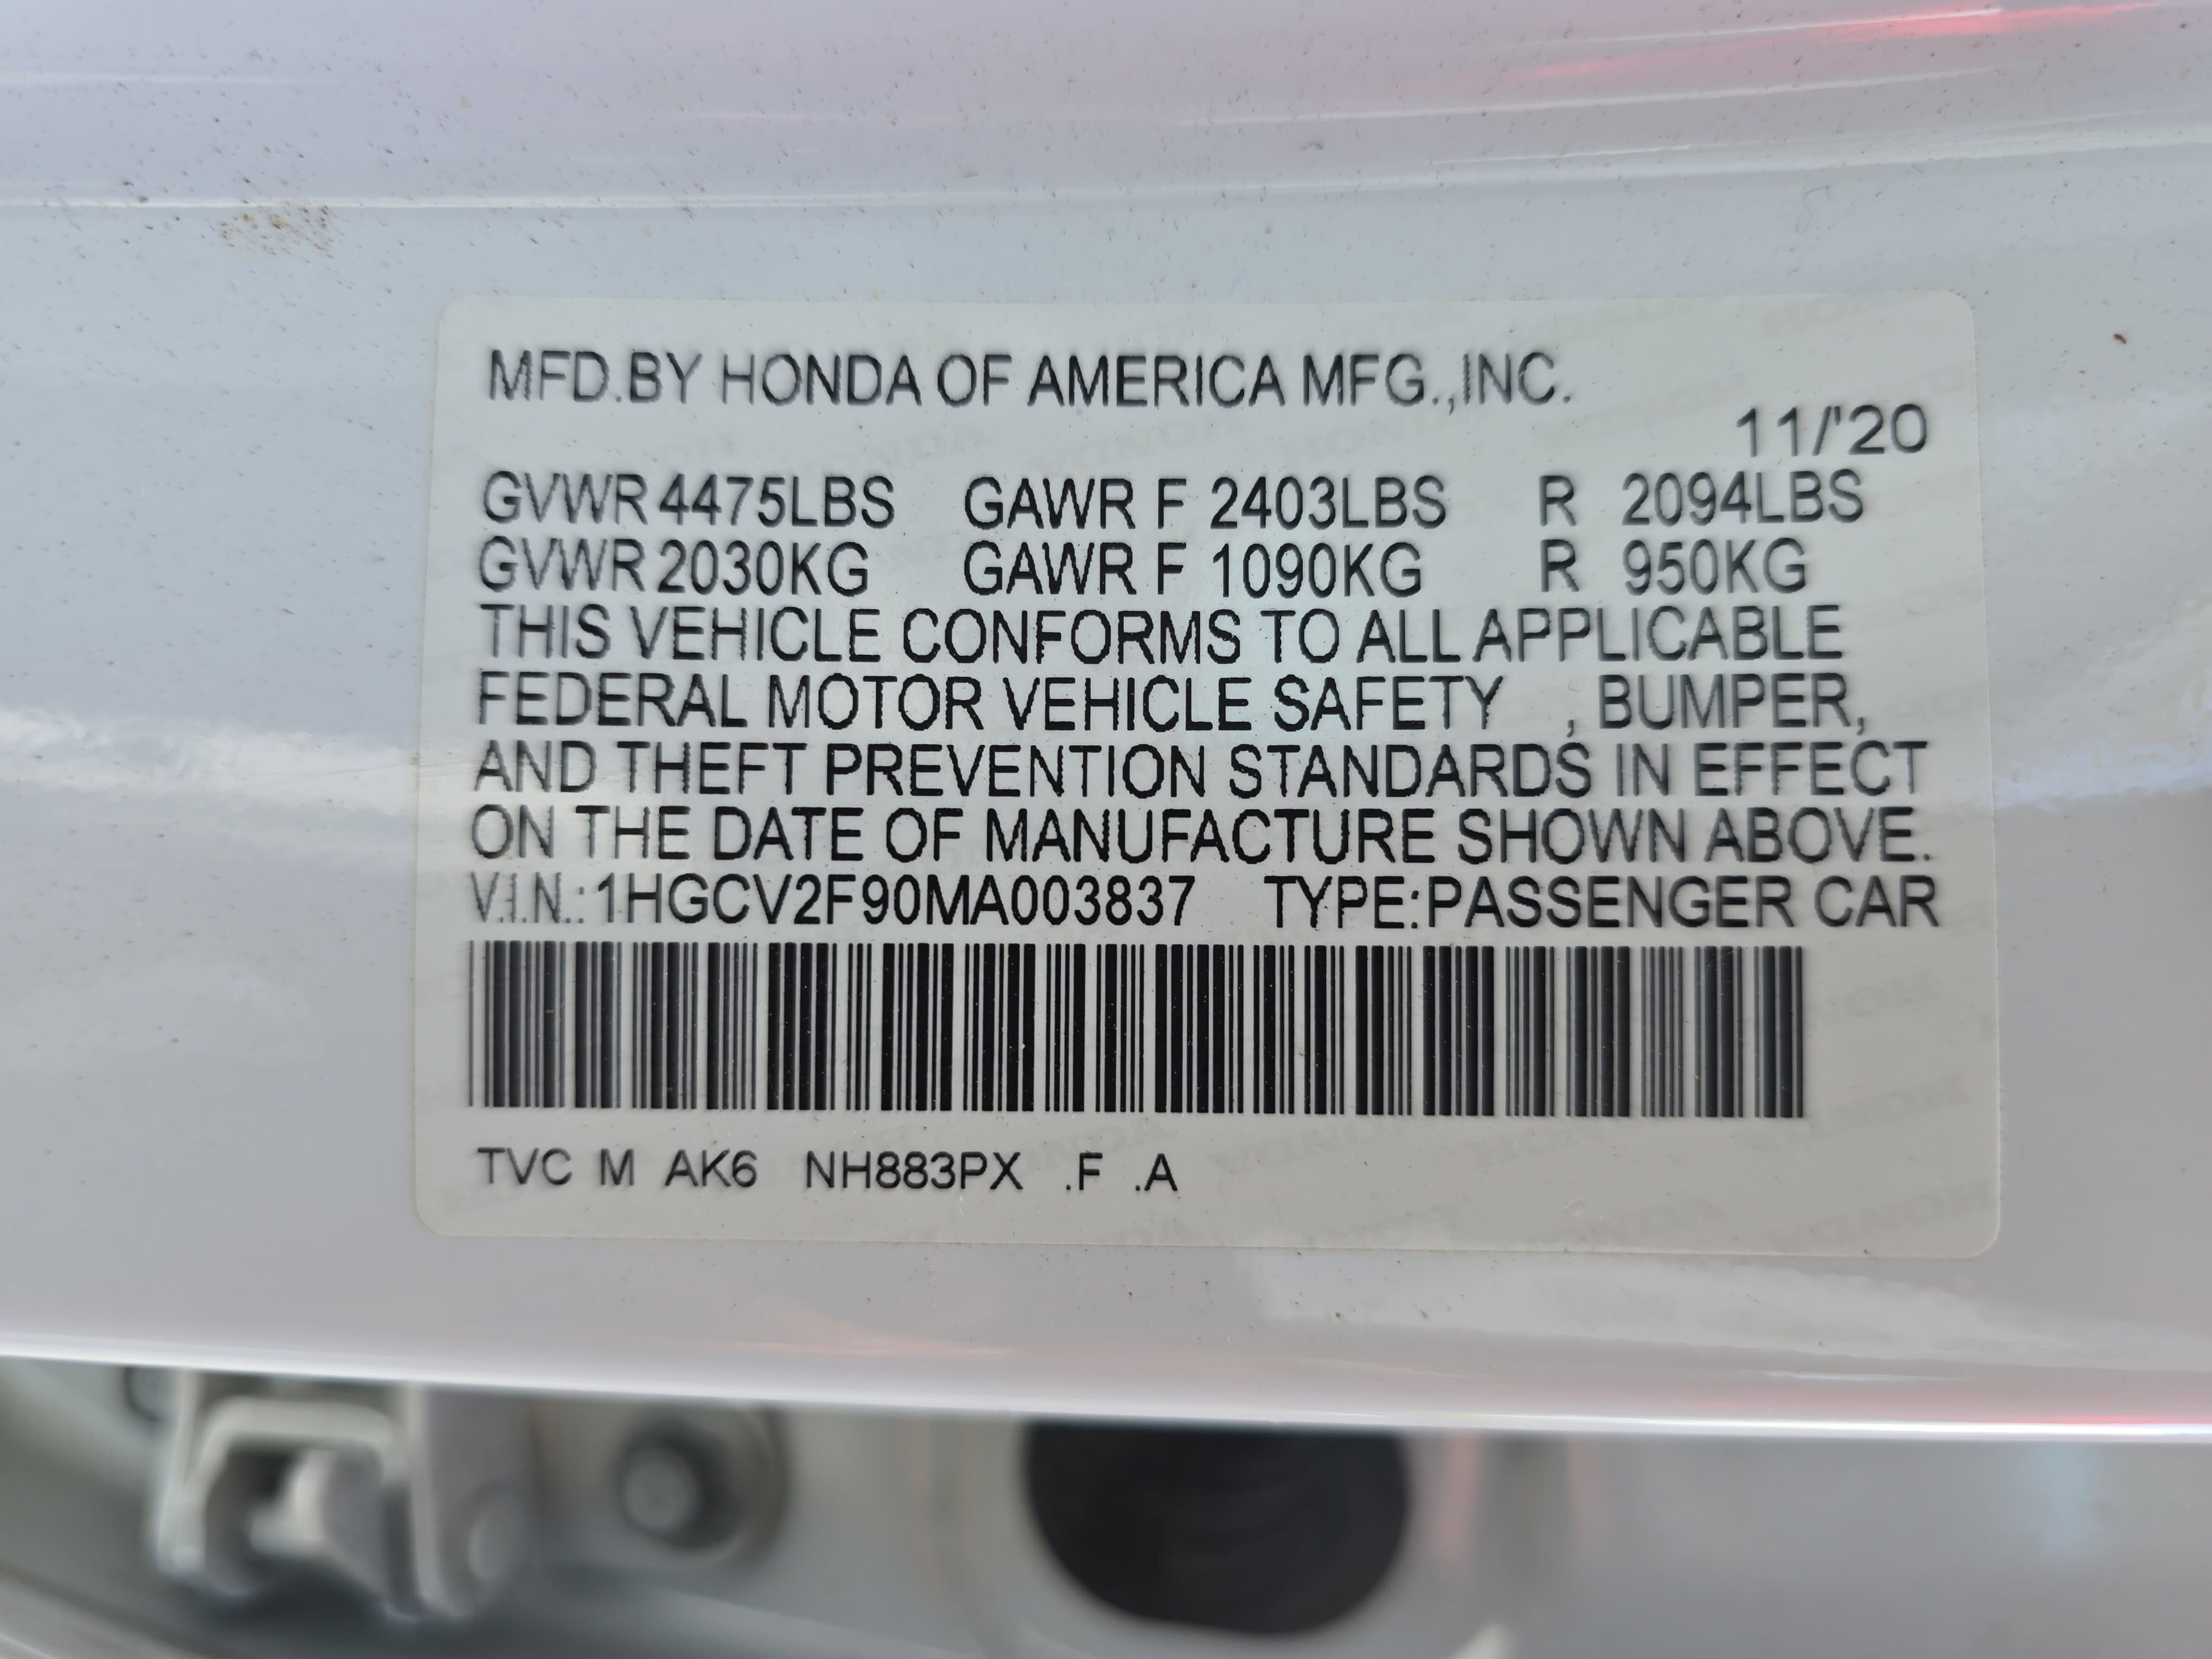 MFD.BY HONDA OF AMERICA MFG.,INC.
11/'20
GVWR 4475LBS GAWR F 2403LBS R 2094LBS
GVWR 2030KG GAWR F 1090KG R 950KG
THIS VEHICLE CONFORMS TO ALL APPLICABLE
FEDERAL MOTOR VEHICLE SAFETY , BUMPER,
AND THEFT PREVENTION STANDARDS IN EFFECT
ON THE DATE OF MANUFACTURE SHOWN ABOVE.
V.I.N.: 1HGCV2F90MA003837 TYPE:PASSENGER CAR
TVC M AK6 NH883PX .F .A